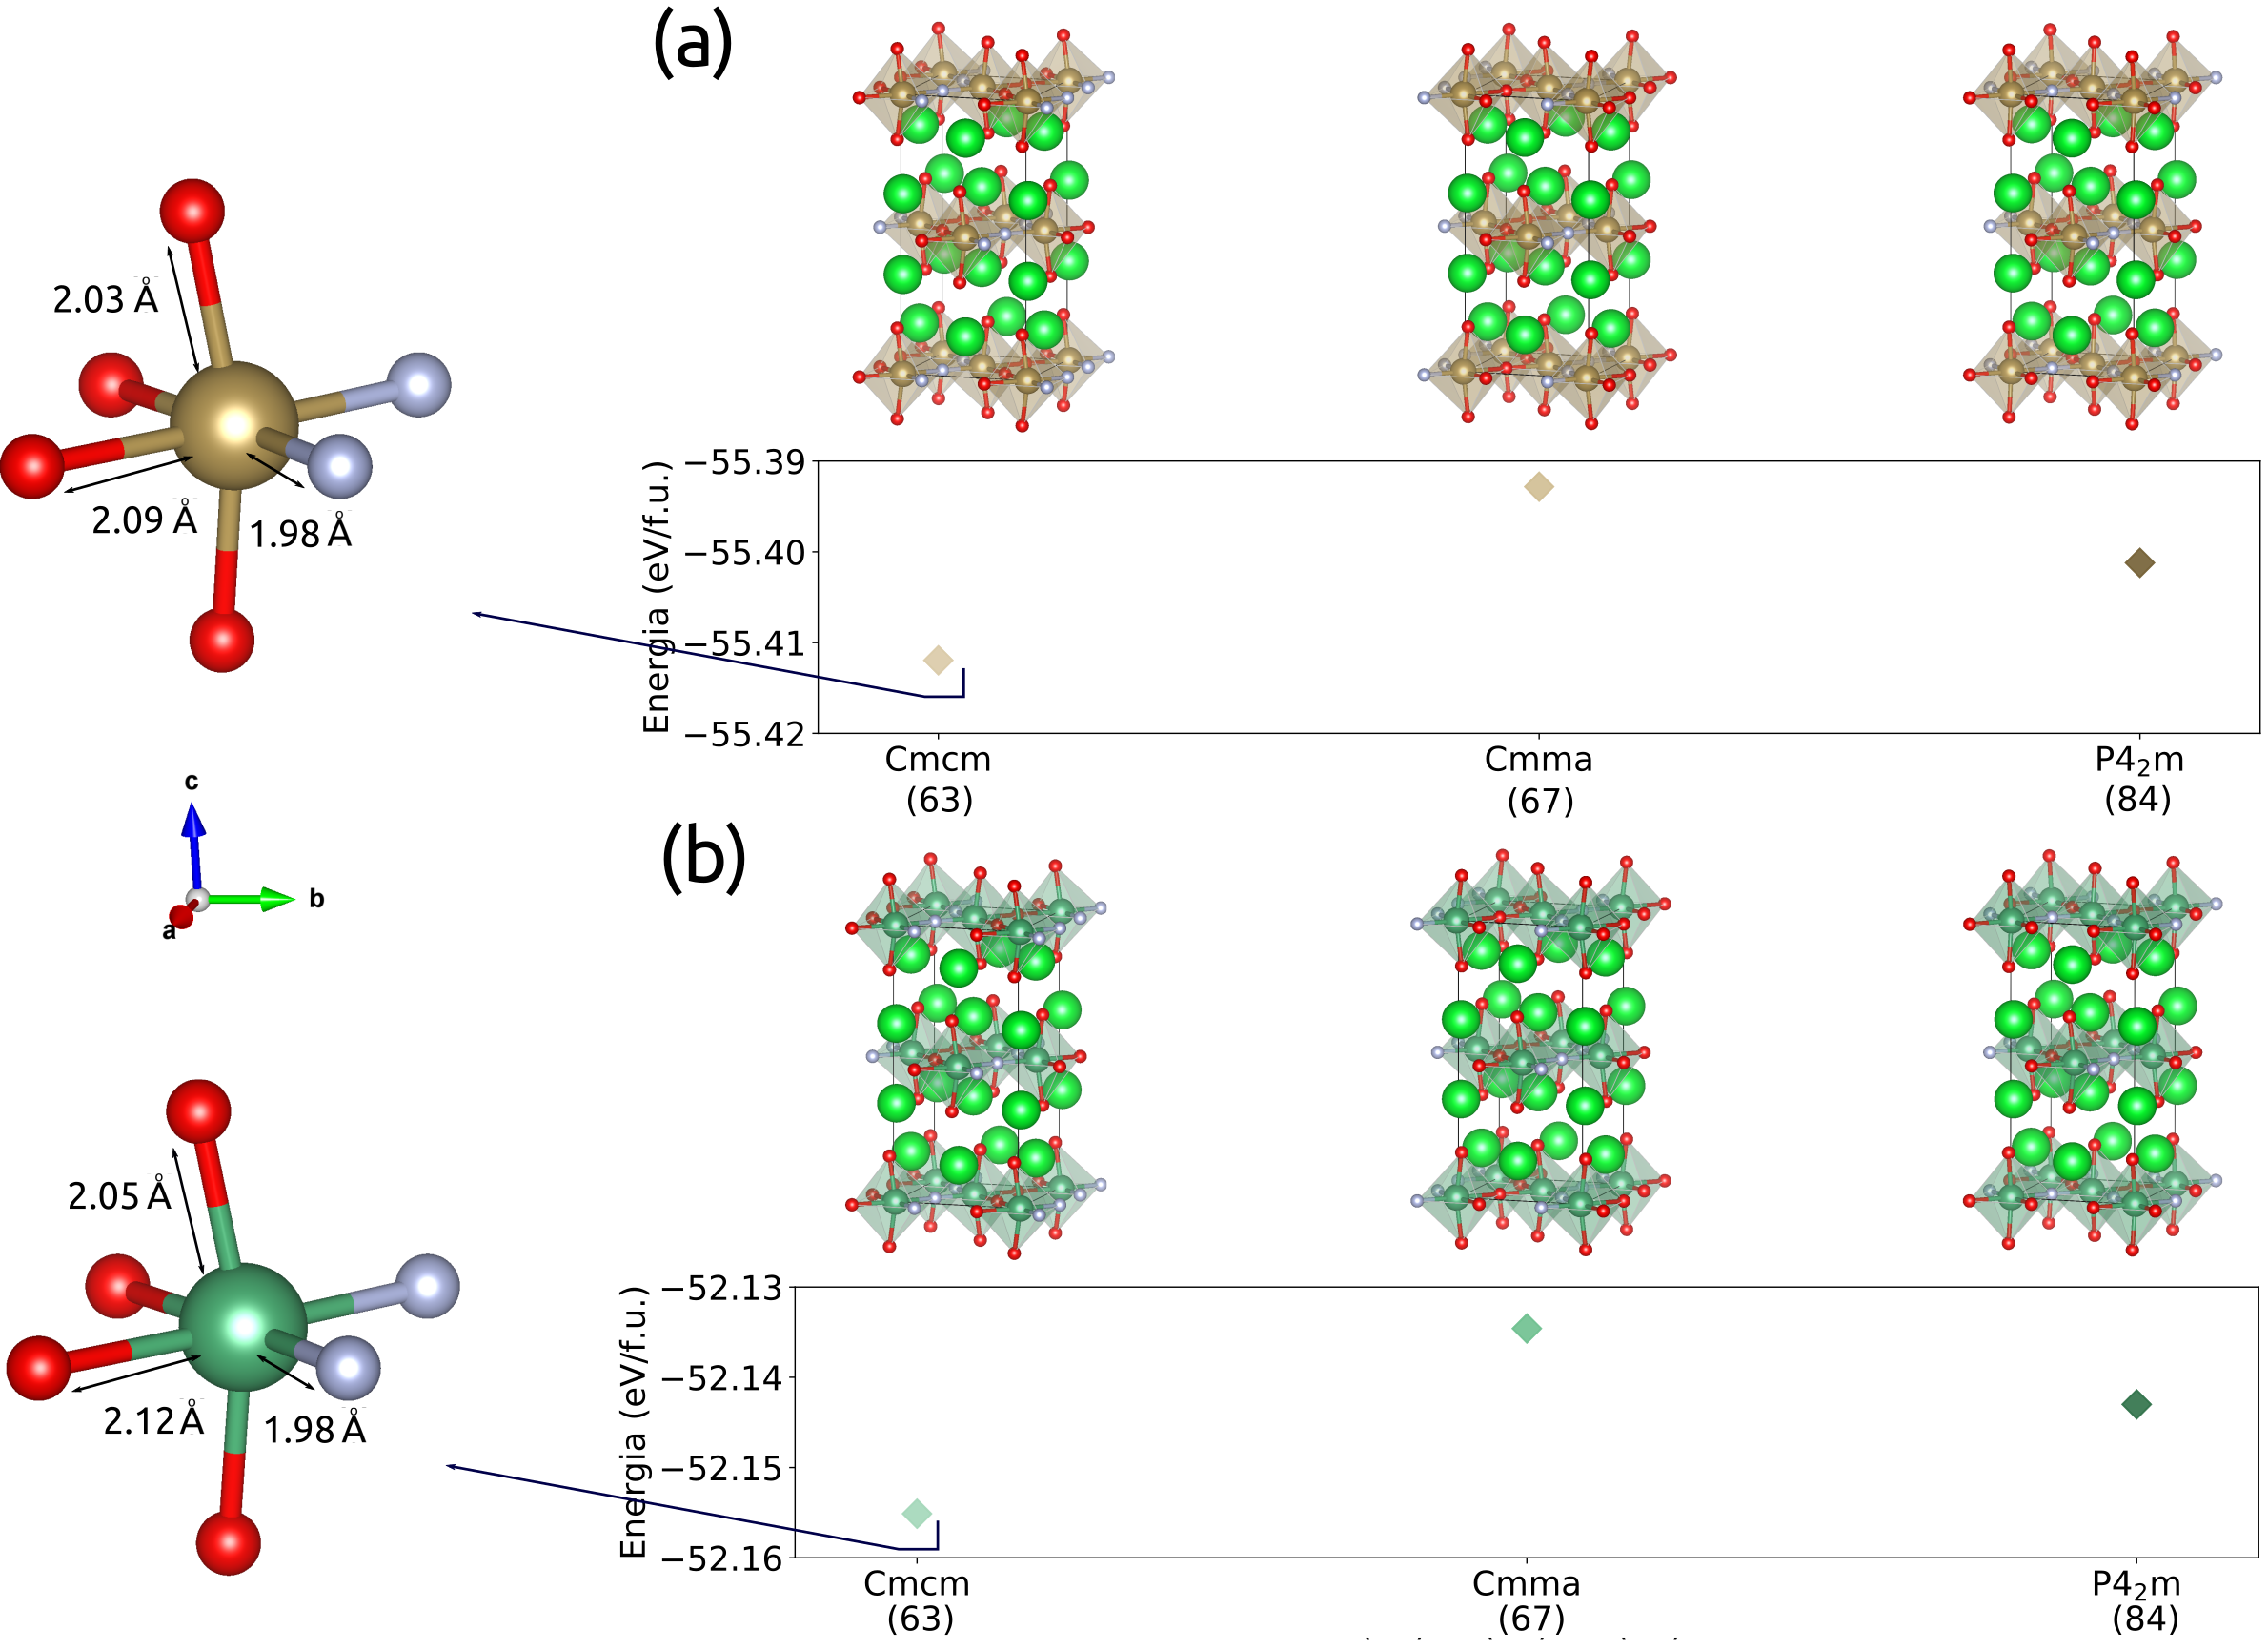 (a)
2.03 Å
2.09 Å
1.98 Å
Energia (eV/f.u.)
−55.39
−55.40
−55.41
−55.42
Cmcm
(63)
Cmma
(67)
P4₂m
(84)
c
b
a
(b)
2.05 Å
2.12 Å
1.98 Å
Energia (eV/f.u.)
−52.13
−52.14
−52.15
−52.16
Cmcm
(63)
Cmma
(67)
P4₂m
(84)